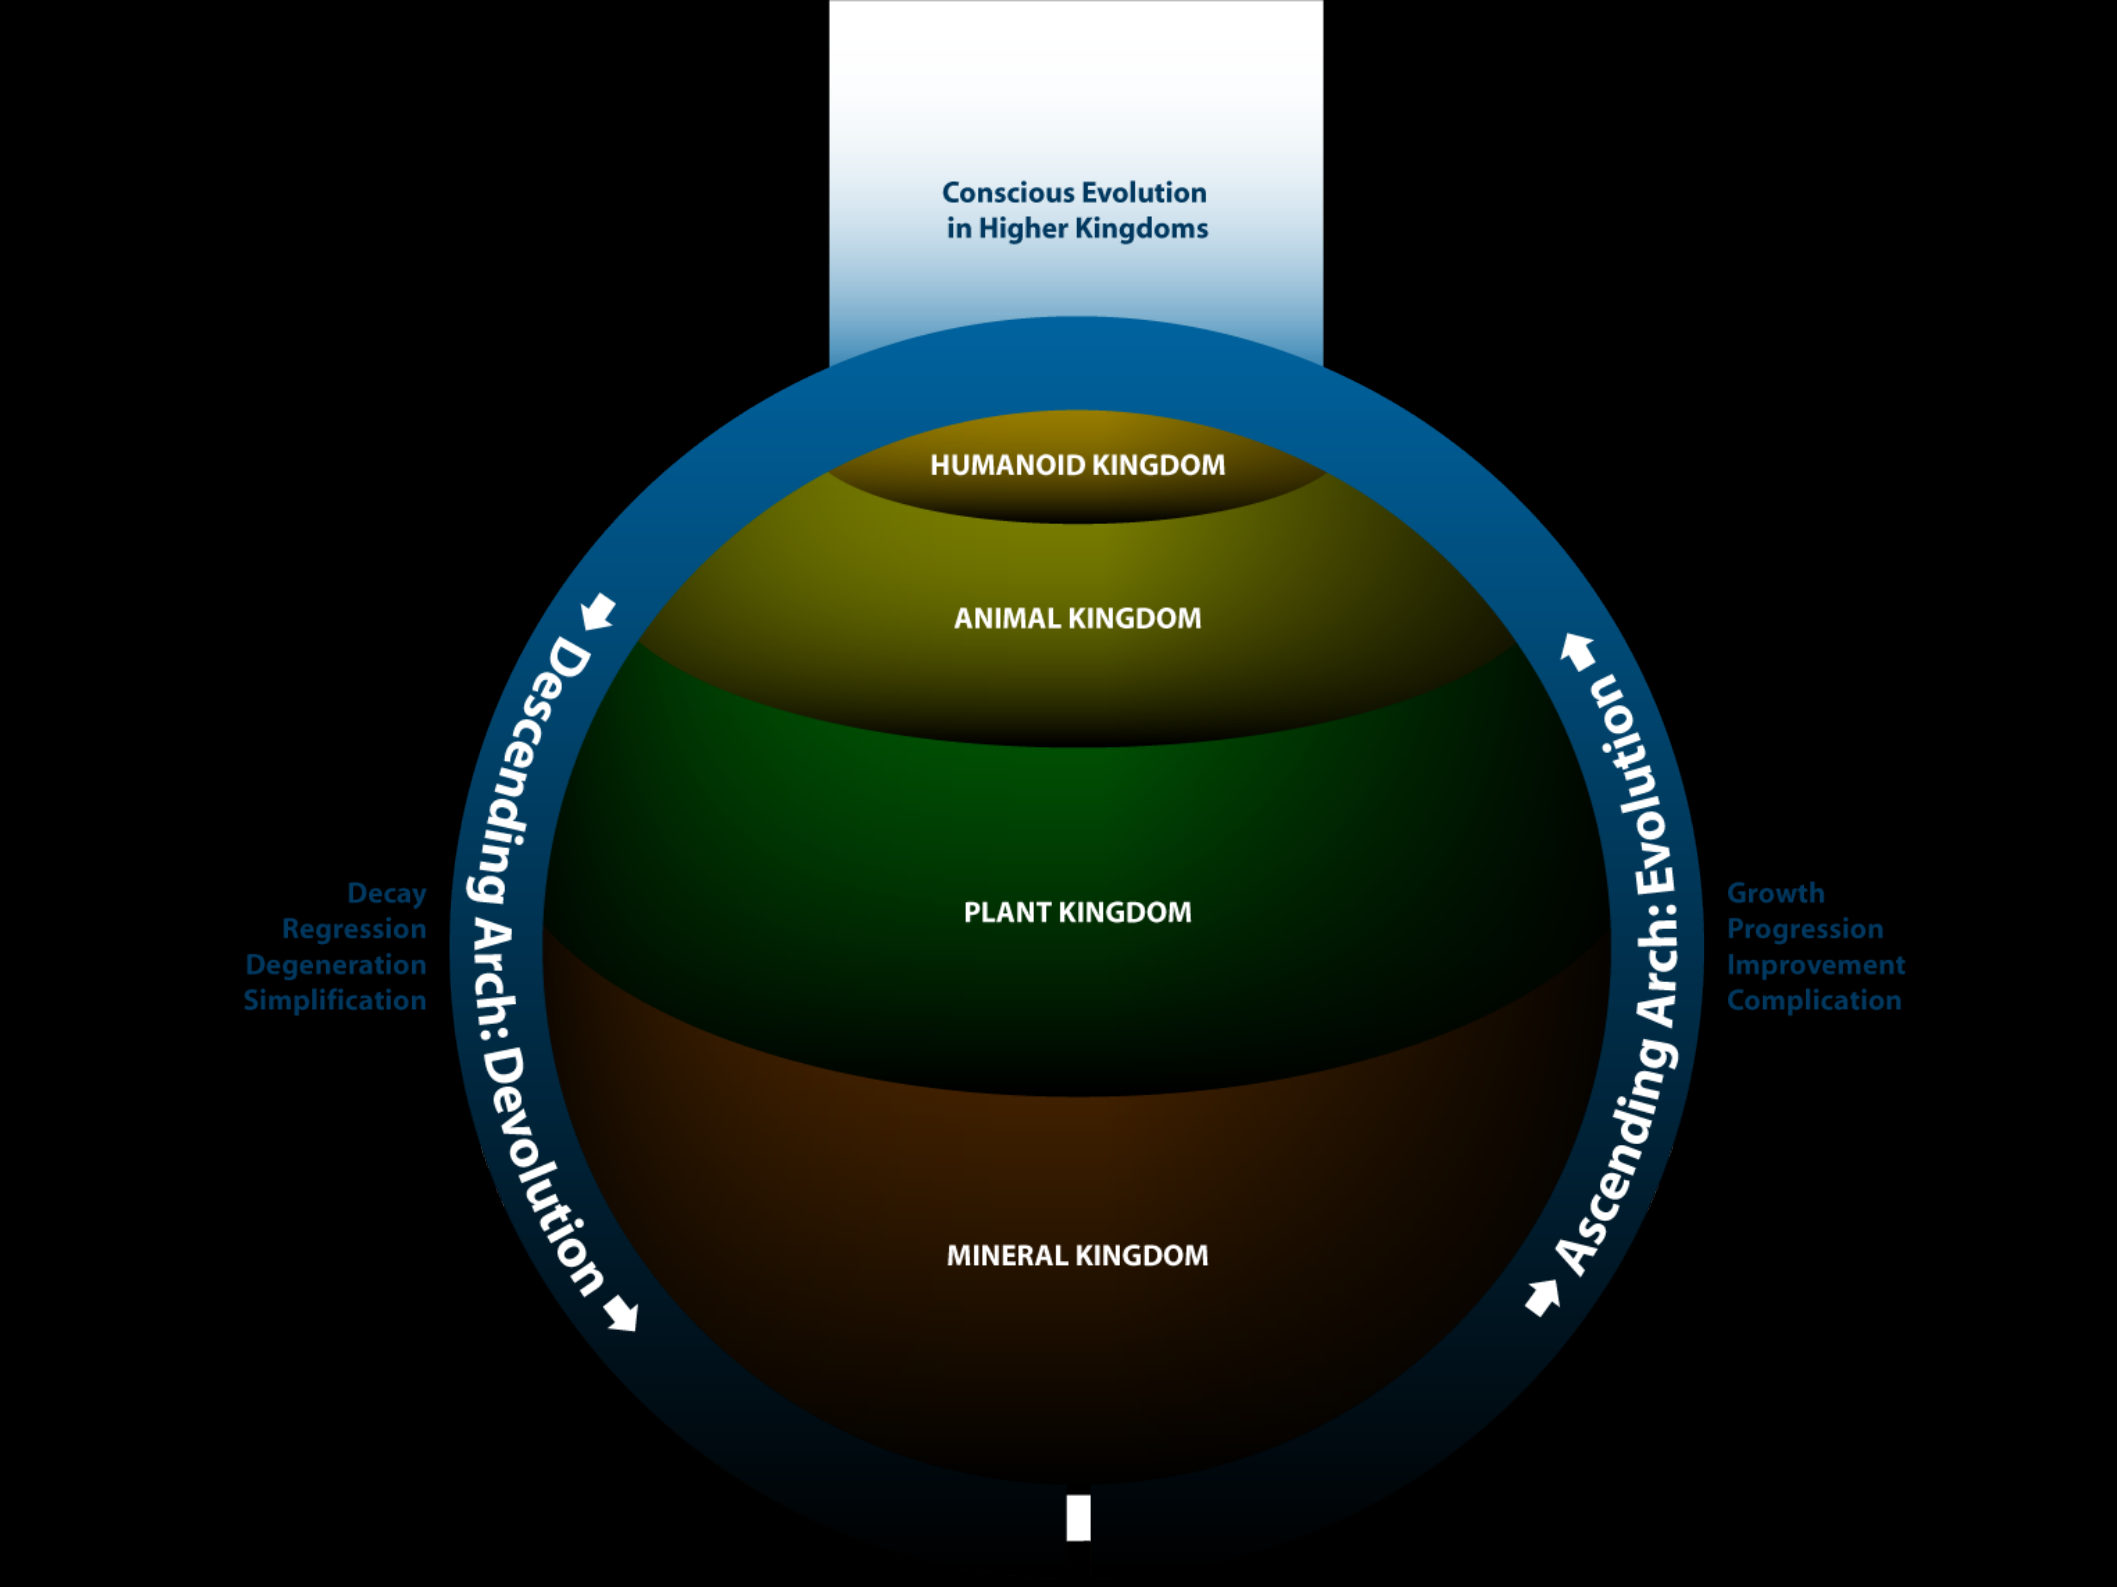 Conscious Evolution
in Higher Kingdoms
HUMANOID KINGDOM
ANIMAL KINGDOM
PLANT KINGDOM
MINERAL KINGDOM
Descending Arch: Devolution
Ascending Arch: Evolution
Decay
Regression
Degeneration
Simplification
Growth
Progression
Improvement
Complication